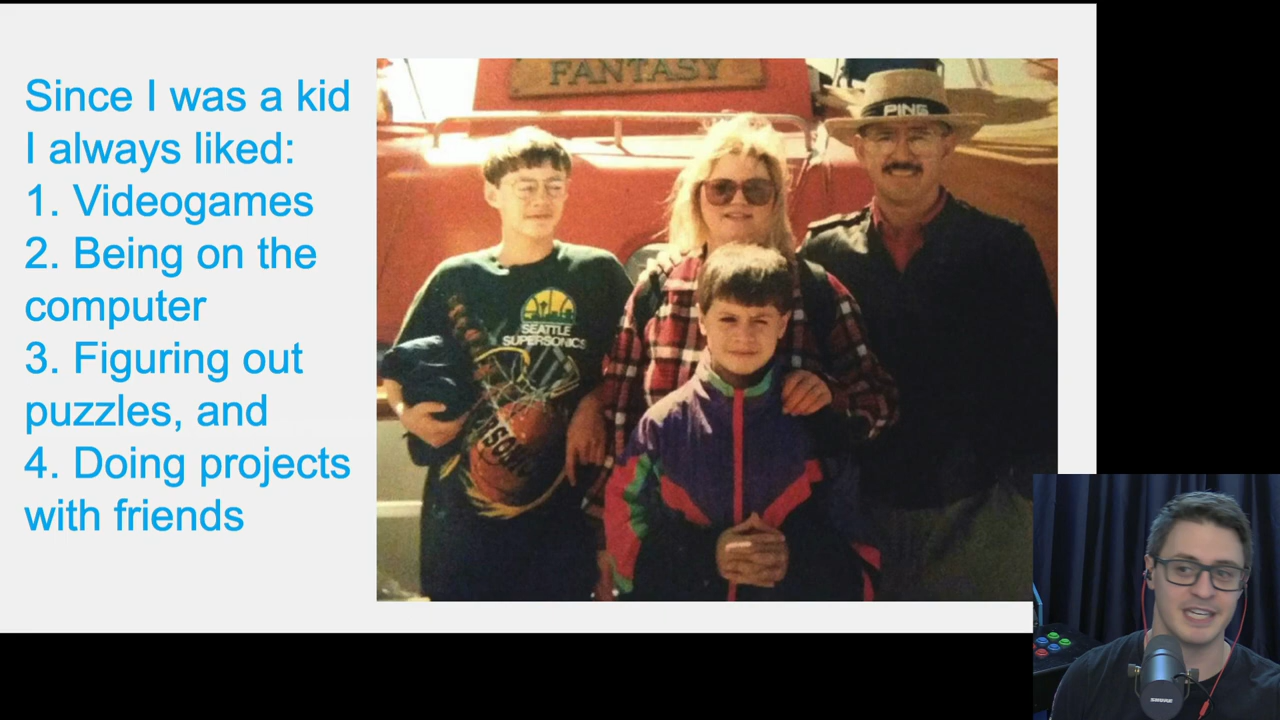 Since I was a kid
I always liked:
1. Videogames
2. Being on the
computer
3. Figuring out
puzzles, and
4. Doing projects
with friends
FANTASY
PING
SEATTLE
SUPERSONICS
SHURE